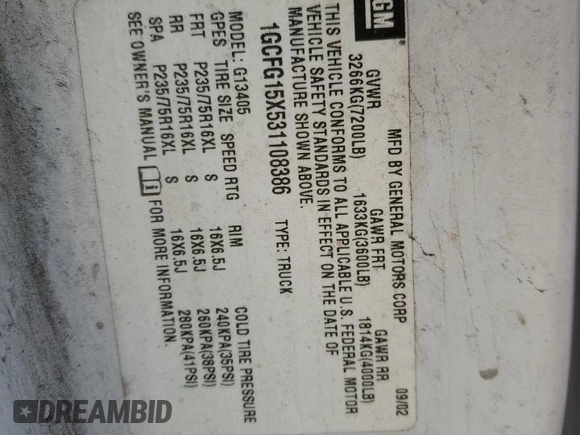 GM
MFD BY GENERAL MOTORS CORP 09/02
GVWR GAWR FRT GAWR RR
3266KG(7200LB) 1633KG(3600LB) 1814KG(4000LB)
THIS VEHICLE CONFORMS TO ALL APPLICABLE U.S. FEDERAL MOTOR
VEHICLE SAFETY STANDARDS IN EFFECT ON THE DATE OF
MANUFACTURE SHOWN ABOVE.
1GCFG15X531108386 TYPE: TRUCK
MODEL: G13405
GPES TIRE SIZE SPEED RTG RIM COLD TIRE PRESSURE
FRT P235/75R16XL S 16X6.5J 240KPA(35PSI)
RR P235/75R16XL S 16X6.5J 260KPA(38PSI)
SPA P235/75R16XL S 16X6.5J 280KPA(41PSI)
SEE OWNER'S MANUAL FOR MORE INFORMATION.
DREAMBID